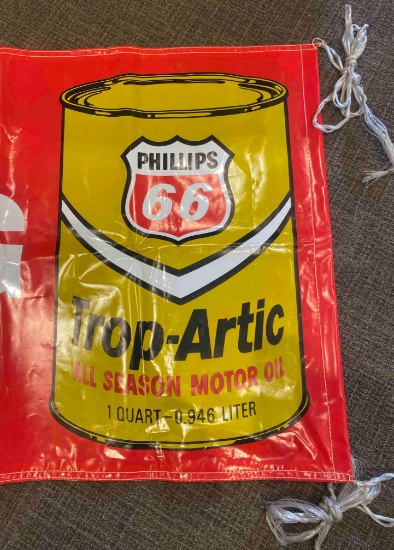 PHILLIPS
66
Trop-Artic
ALL SEASON MOTOR OIL
1 QUART-0.946 LITER